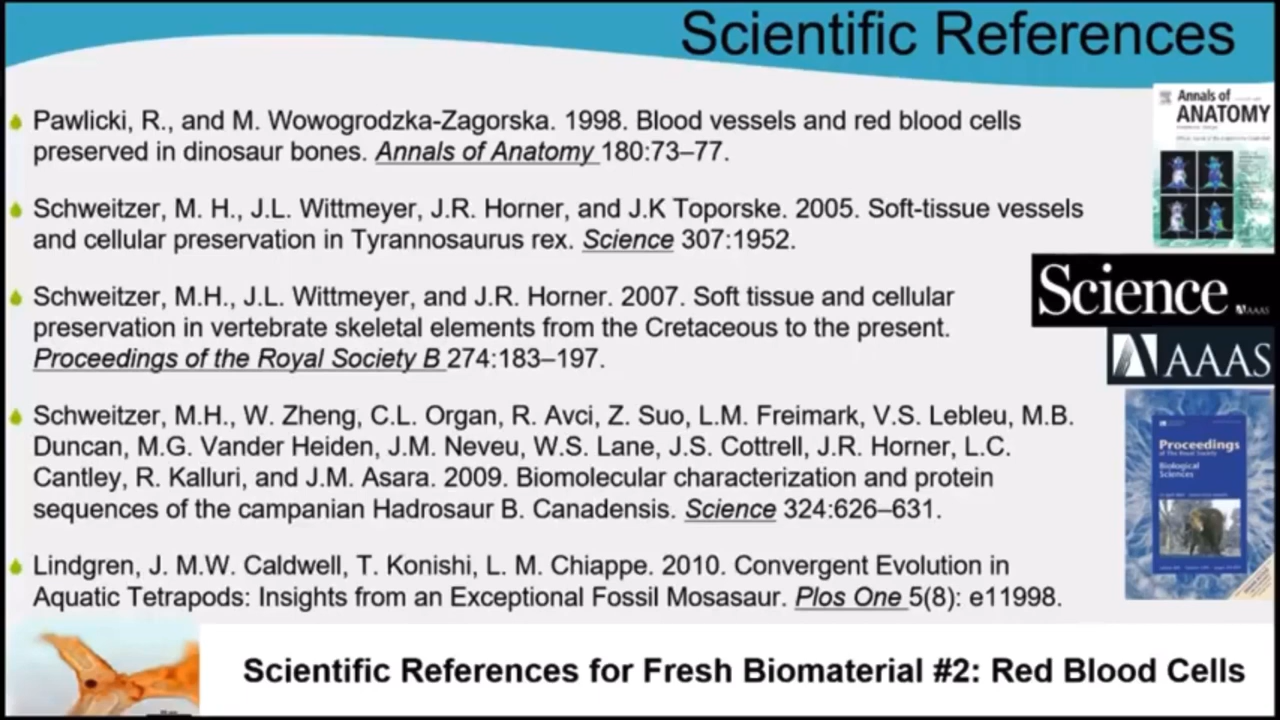 Scientific References
Pawlicki, R., and M. Wowogrodzka-Zagorska. 1998. Blood vessels and red blood cells
preserved in dinosaur bones. Annals of Anatomy 180:73–77.
Schweitzer, M. H., J.L. Wittmeyer, J.R. Horner, and J.K Toporske. 2005. Soft-tissue vessels
and cellular preservation in Tyrannosaurus rex. Science 307:1952.
Schweitzer, M.H., J.L. Wittmeyer, and J.R. Horner. 2007. Soft tissue and cellular
preservation in vertebrate skeletal elements from the Cretaceous to the present.
Proceedings of the Royal Society B 274:183–197.
Schweitzer, M.H., W. Zheng, C.L. Organ, R. Avci, Z. Suo, L.M. Freimark, V.S. Lebleu, M.B.
Duncan, M.G. Vander Heiden, J.M. Neveu, W.S. Lane, J.S. Cottrell, J.R. Horner, L.C.
Cantley, R. Kalluri, and J.M. Asara. 2009. Biomolecular characterization and protein
sequences of the campanian Hadrosaur B. Canadensis. Science 324:626–631.
Lindgren, J. M.W. Caldwell, T. Konishi, L. M. Chiappe. 2010. Convergent Evolution in
Aquatic Tetrapods: Insights from an Exceptional Fossil Mosasaur. Plos One 5(8): e11998.
Annals of
ANATOMY
Science
AAAS
AAAS
Proceedings
of The Royal Society
Biological
Sciences
Scientific References for Fresh Biomaterial #2: Red Blood Cells